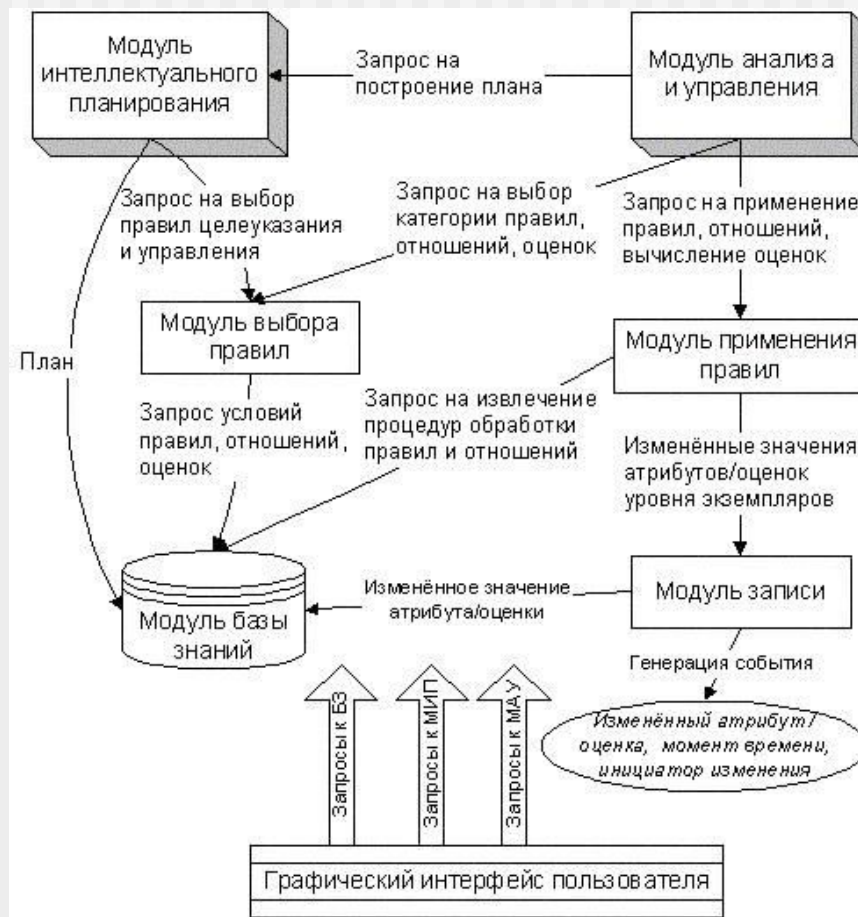 Модуль
интеллектуального
планирования
Запрос на
построение плана
Модуль анализа
и управления
Запрос на выбор
правил целеуказания
и управления
Запрос на выбор
категории правил,
отношений, оценок
Запрос на применение
правил, отношений,
вычисление оценок
Модуль выбора
правил
Модуль применения
правил
План
Запрос условий
правил, отношений,
оценок
Запрос на извлечение
процедур обработки
правил и отношений
Изменённые значения
атрибутов/оценок
уровня экземпляров
Модуль базы
знаний
Изменённое значение
атрибута/оценки
Модуль записи
Генерация события
Изменённый атрибут/
оценка, момент времени,
инициатор изменения
Запросы к БЗ
Запросы к МИП
Запросы к МАУ
Графический интерфейс пользователя